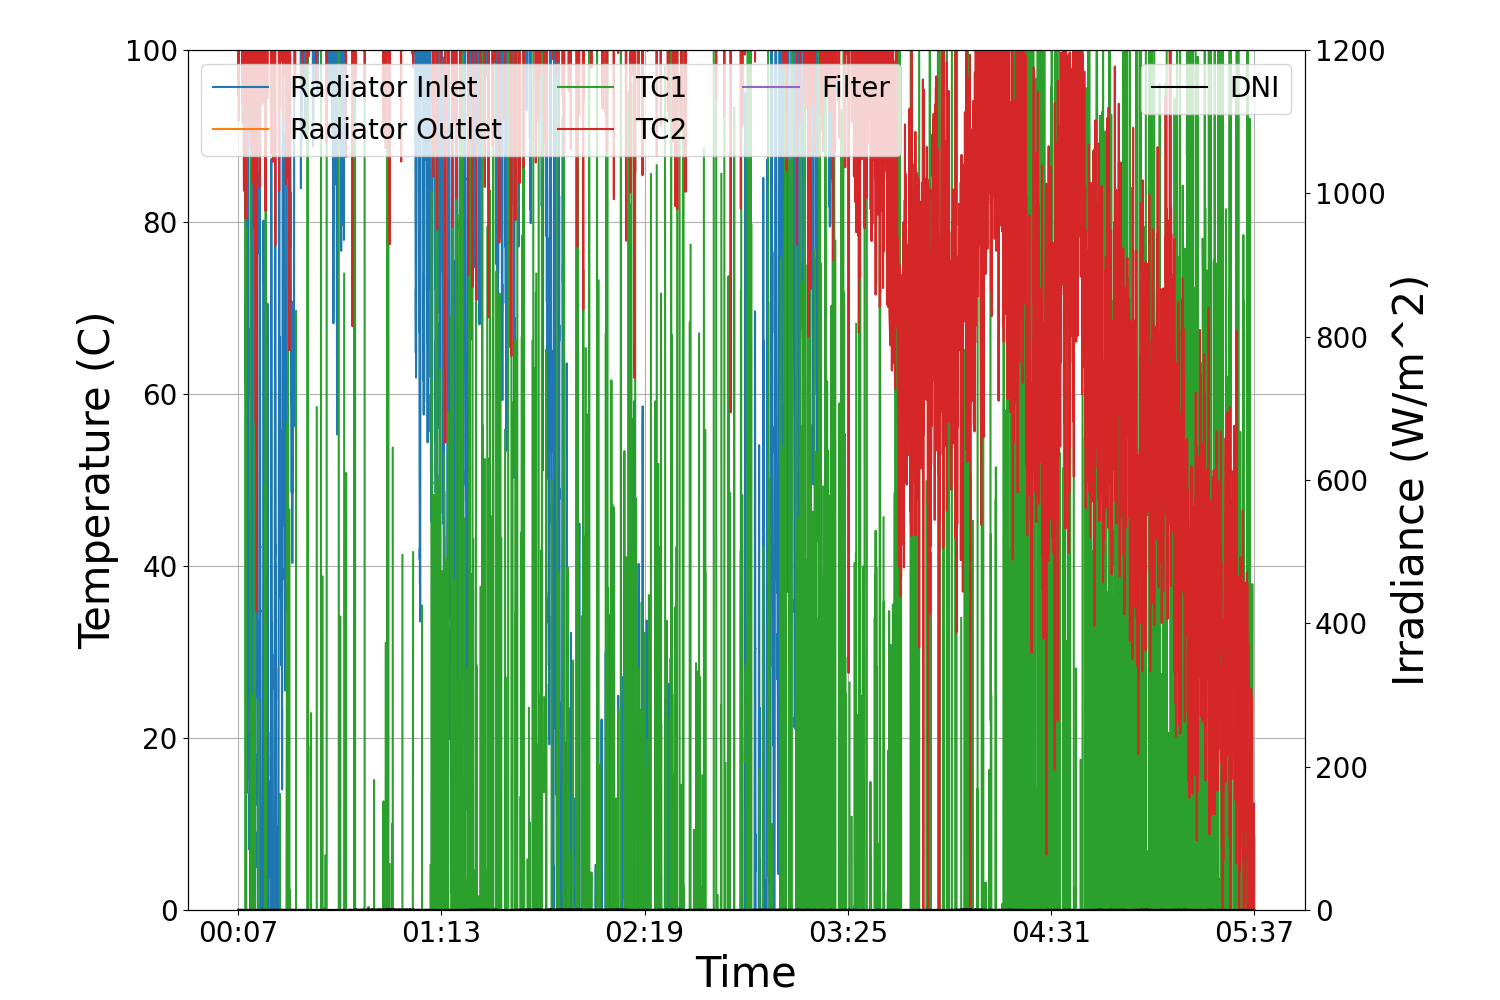 Radiator Inlet
Radiator Outlet
TC1
TC2
Filter
DNI
100
80
60
40
20
0
Temperature (C)
1200
1000
800
600
400
200
0
Irradiance (W/m^2)
00:07 01:13 02:19 03:25 04:31 05:37
Time